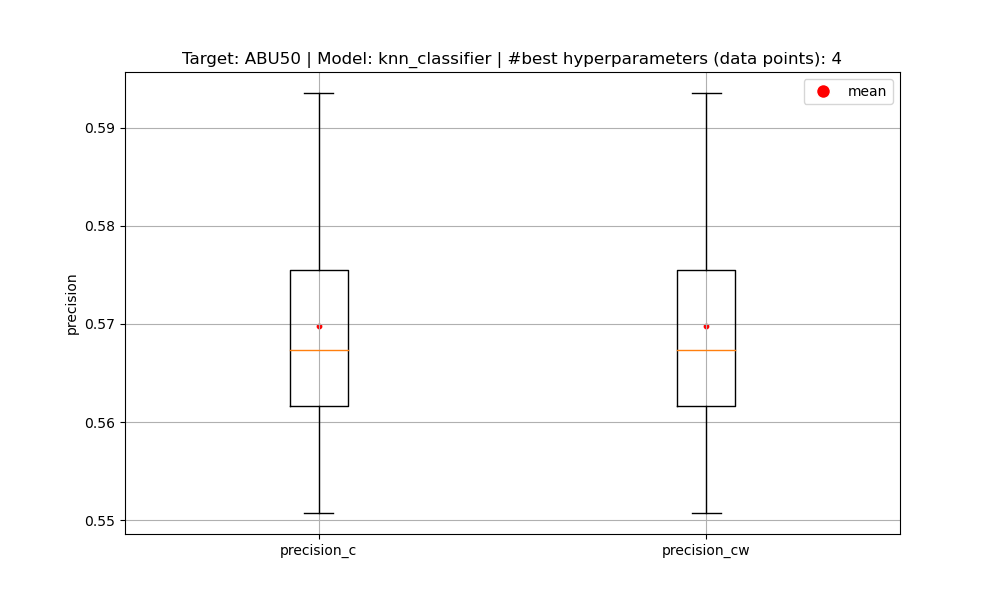 Target: ABU50 | Model: knn_classifier | #best hyperparameters (data points): 4
mean
0.59
0.58
0.57
0.56
0.55
precision
precision_c
precision_cw